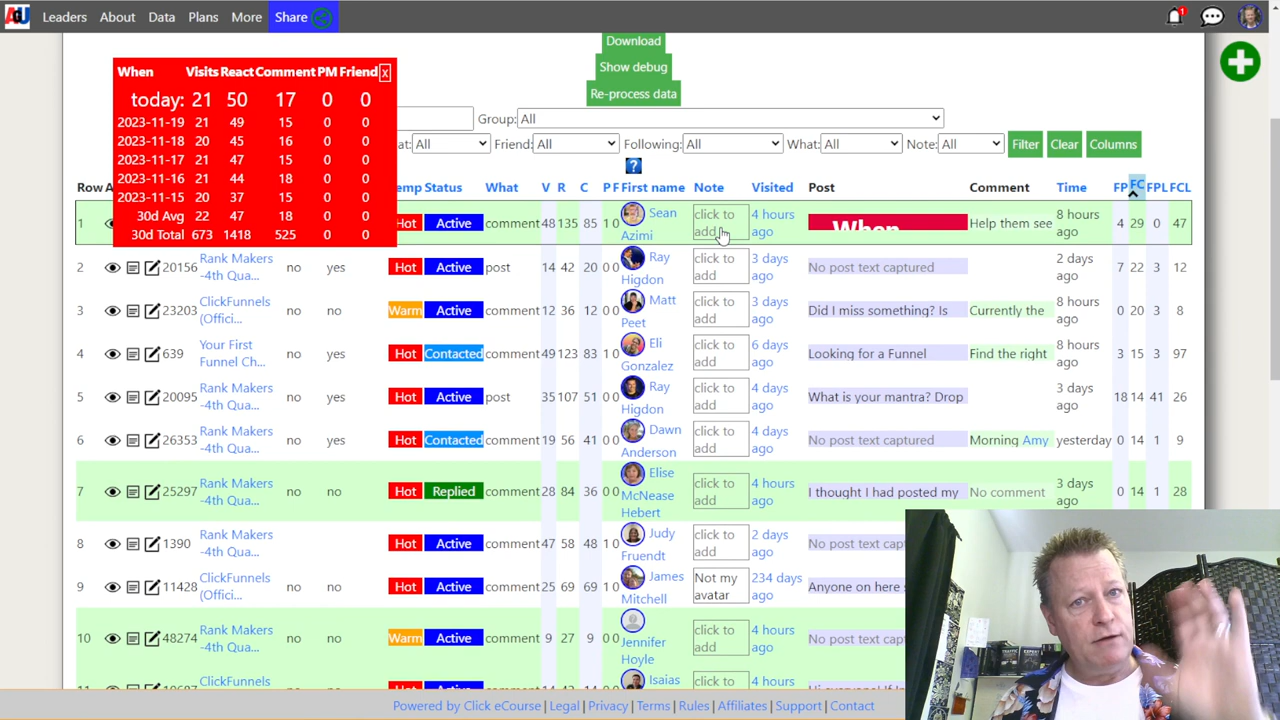 Leaders About Data Plans More Share
Download
Show debug
Re-process data
When Visits React Comment PM Friend x
today: 21 50 17 0 0
2023-11-19 21 49 15 0 0
2023-11-18 20 45 16 0 0
2023-11-17 21 47 15 0 0
2023-11-16 21 44 18 0 0
2023-11-15 20 37 15 0 0
30d Avg 22 47 18 0 0
30d Total 673 1418 525 0 0
Group: All
All Friend: All Following: All What: All Note: All Filter Clear Columns
?
Row Status What V R C P F First name Note Visited Post Comment Time FP FC FPL FCL
1 Hot Active comment 48 135 85 1 0 Sean Azimi click to add 4 hours ago When Help them see 8 hours ago 4 29 0 47
2 20156 Rank Makers -4th Qua... no yes Hot Active post 14 42 20 0 0 Ray Higdon click to add 3 days ago No post text captured 2 days ago 7 22 3 12
3 23203 ClickFunnels (Offici... no no Warm Active comment 12 36 12 0 0 Matt Peet click to add 3 days ago Did I miss something? Is Currently the 8 hours ago 0 20 3 8
4 639 Your First Funnel Ch... no yes Hot Contacted comment 49 123 83 1 0 Eli Gonzalez click to add 6 days ago Looking for a Funnel Find the right 8 hours ago 3 15 3 97
5 20095 Rank Makers -4th Qua... no yes Hot Active post 35 107 51 0 0 Ray Higdon click to add 4 days ago What is your mantra? Drop 3 days ago 18 14 41 26
6 26353 Rank Makers -4th Qua... no yes Hot Contacted comment 19 56 41 0 0 Dawn Anderson click to add 4 days ago No post text captured Morning Amy yesterday 0 14 1 9
7 25297 Rank Makers -4th Qua... no no Hot Replied comment 28 84 36 0 0 Elise McNease Hebert click to add 4 hours ago I thought I had posted my No comment 3 days ago 0 14 1 28
8 1390 Rank Makers -4th Qua... no no Hot Active comment 47 58 48 0 0 Judy Fruendt click to add 2 days ago No post text
9 11428 ClickFunnels (Offici... no no Hot Active comment 25 69 69 1 0 James Mitchell Not my avatar 234 days ago Anyone on here
10 48274 Rank Makers -4th Qua... no no Warm Active comment 9 27 9 0 0 Jennifer Hoyle click to add 4 hours ago No post text
ClickFunnels Isaias click to 4 hours
Powered by Click eCourse | Legal | Privacy | Terms | Rules | Affiliates | Support | Contact